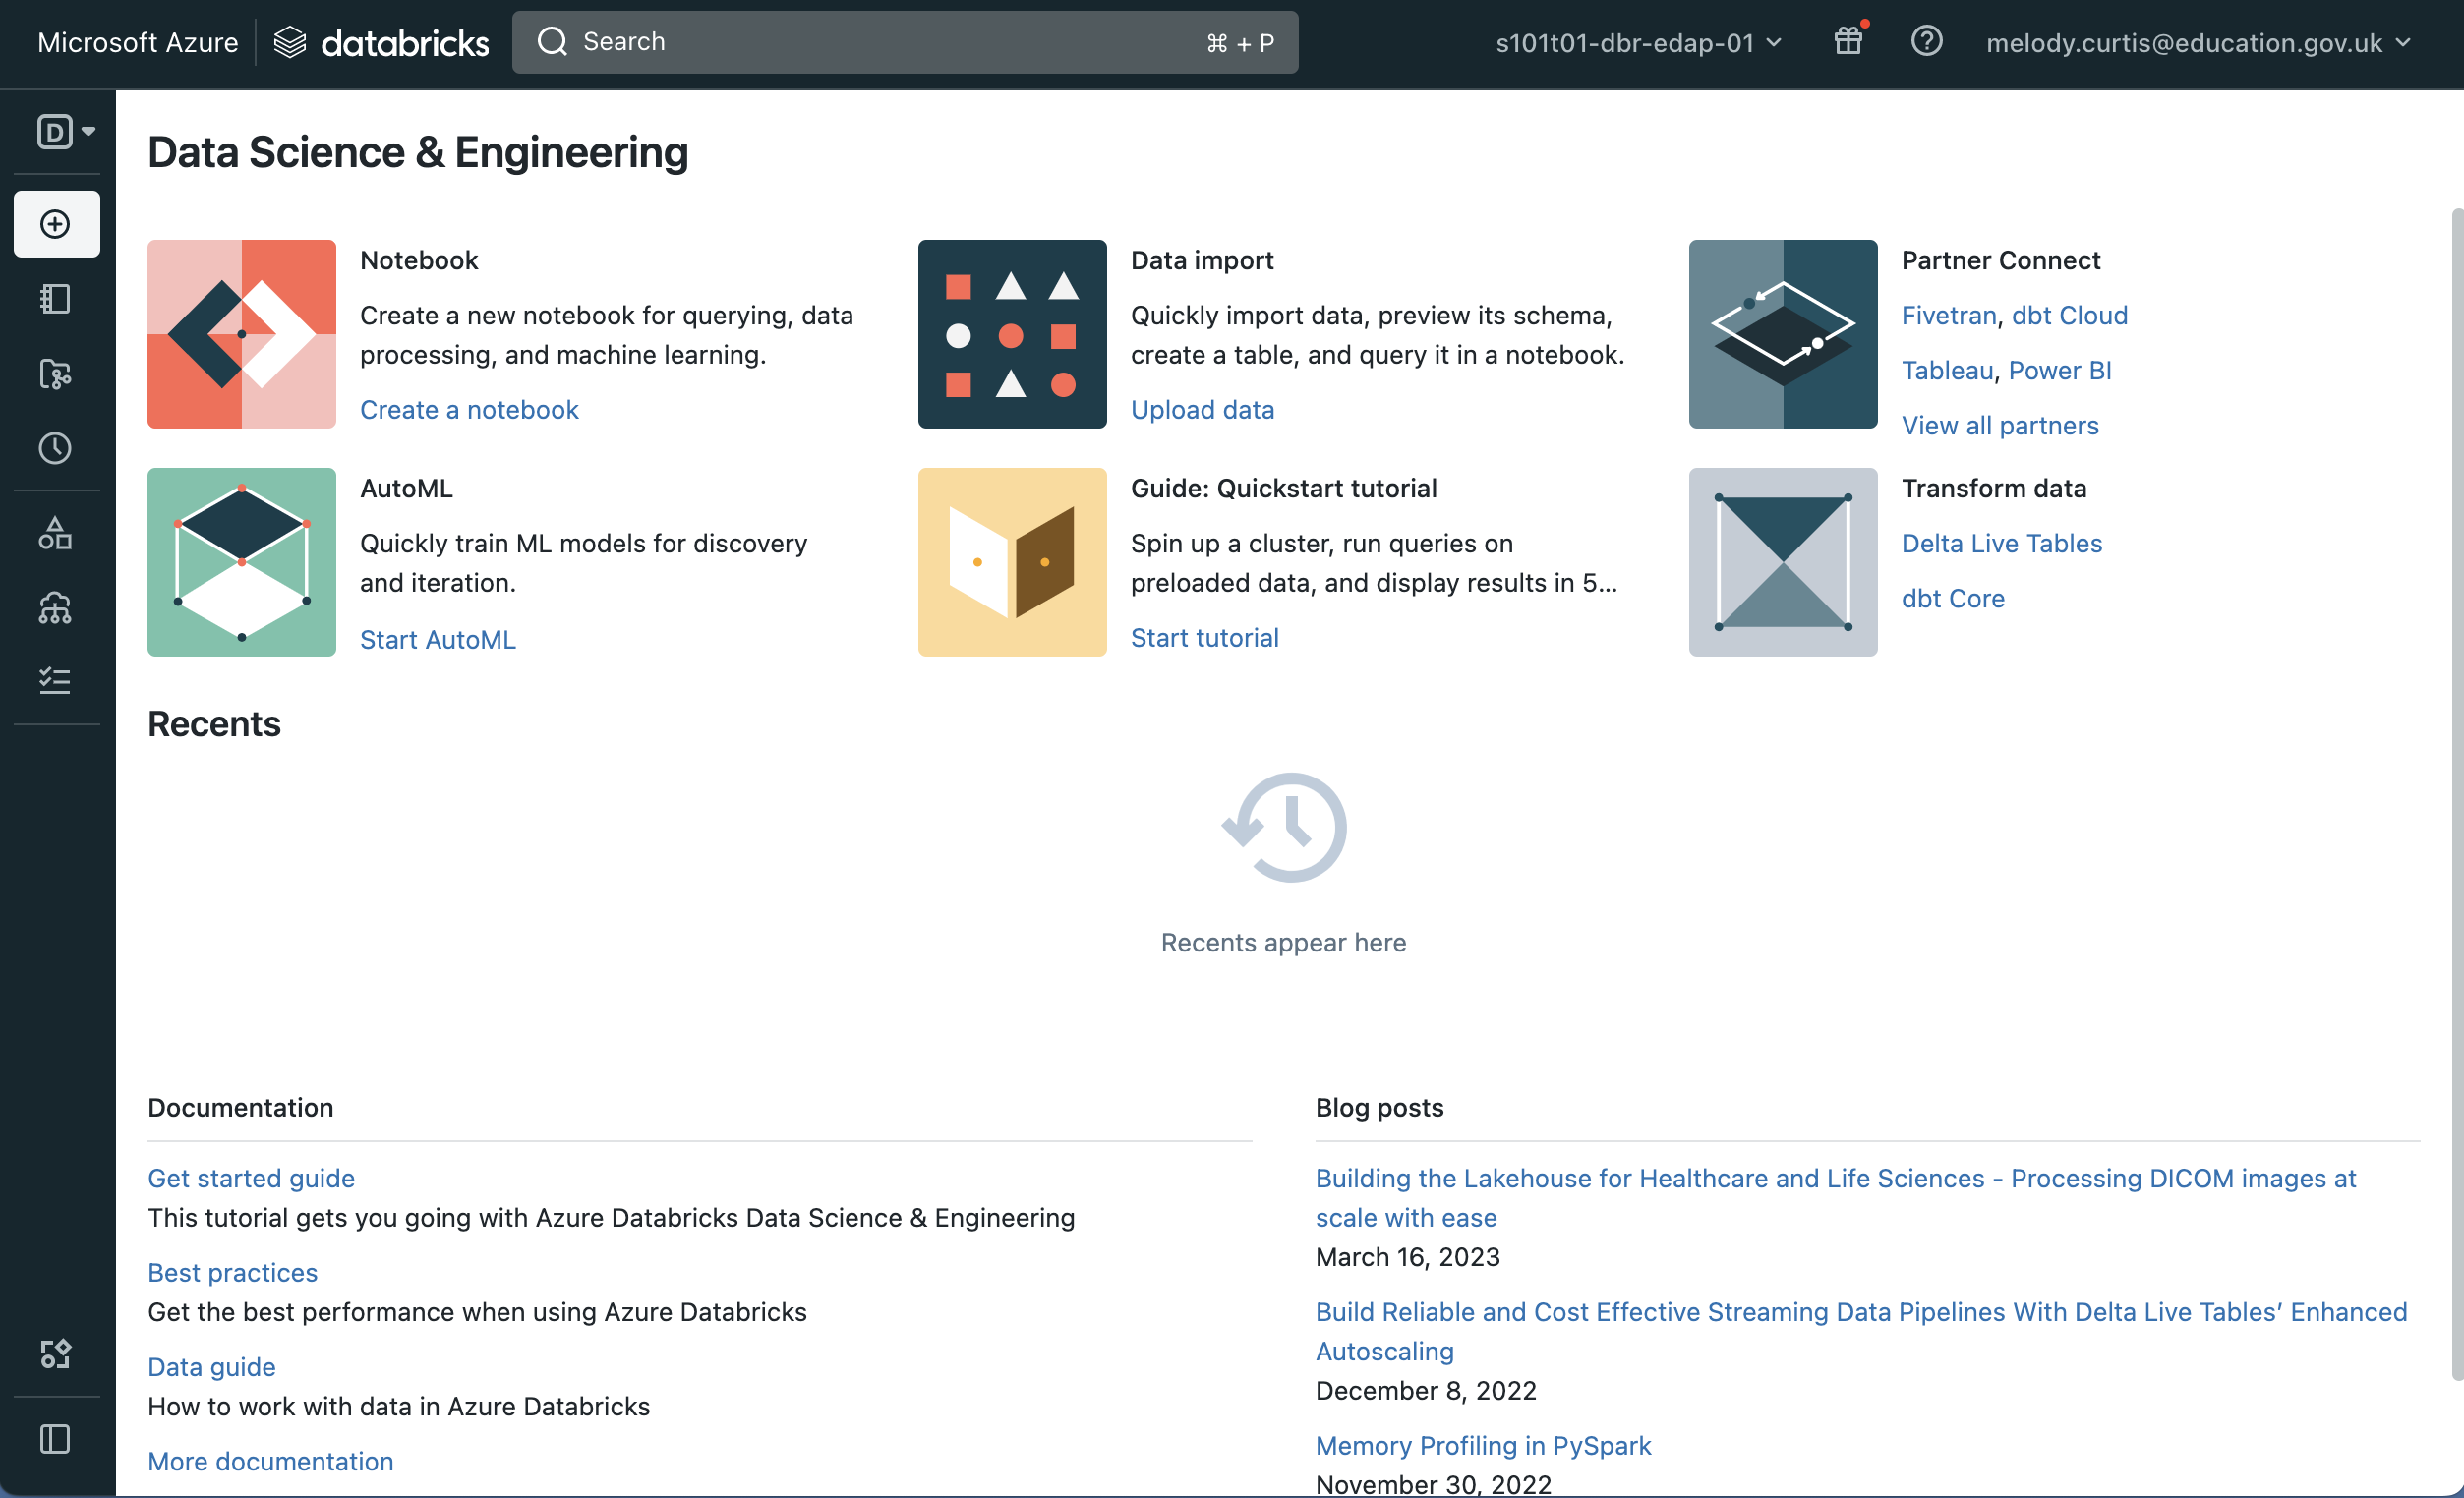 Microsoft Azure
databricks
Search
⌘ + P
s101t01-dbr-edap-01
melody.curtis@education.gov.uk
D
Data Science & Engineering
Notebook
Create a new notebook for querying, data
processing, and machine learning.
Create a notebook
Data import
Quickly import data, preview its schema,
create a table, and query it in a notebook.
Upload data
Partner Connect
Fivetran, dbt Cloud
Tableau, Power BI
View all partners
AutoML
Quickly train ML models for discovery
and iteration.
Start AutoML
Guide: Quickstart tutorial
Spin up a cluster, run queries on
preloaded data, and display results in 5...
Start tutorial
Transform data
Delta Live Tables
dbt Core
Recents
Recents appear here
Documentation
Get started guide
This tutorial gets you going with Azure Databricks Data Science & Engineering
Best practices
Get the best performance when using Azure Databricks
Data guide
How to work with data in Azure Databricks
More documentation
Blog posts
Building the Lakehouse for Healthcare and Life Sciences - Processing DICOM images at
scale with ease
March 16, 2023
Build Reliable and Cost Effective Streaming Data Pipelines With Delta Live Tables’ Enhanced
Autoscaling
December 8, 2022
Memory Profiling in PySpark
November 30, 2022